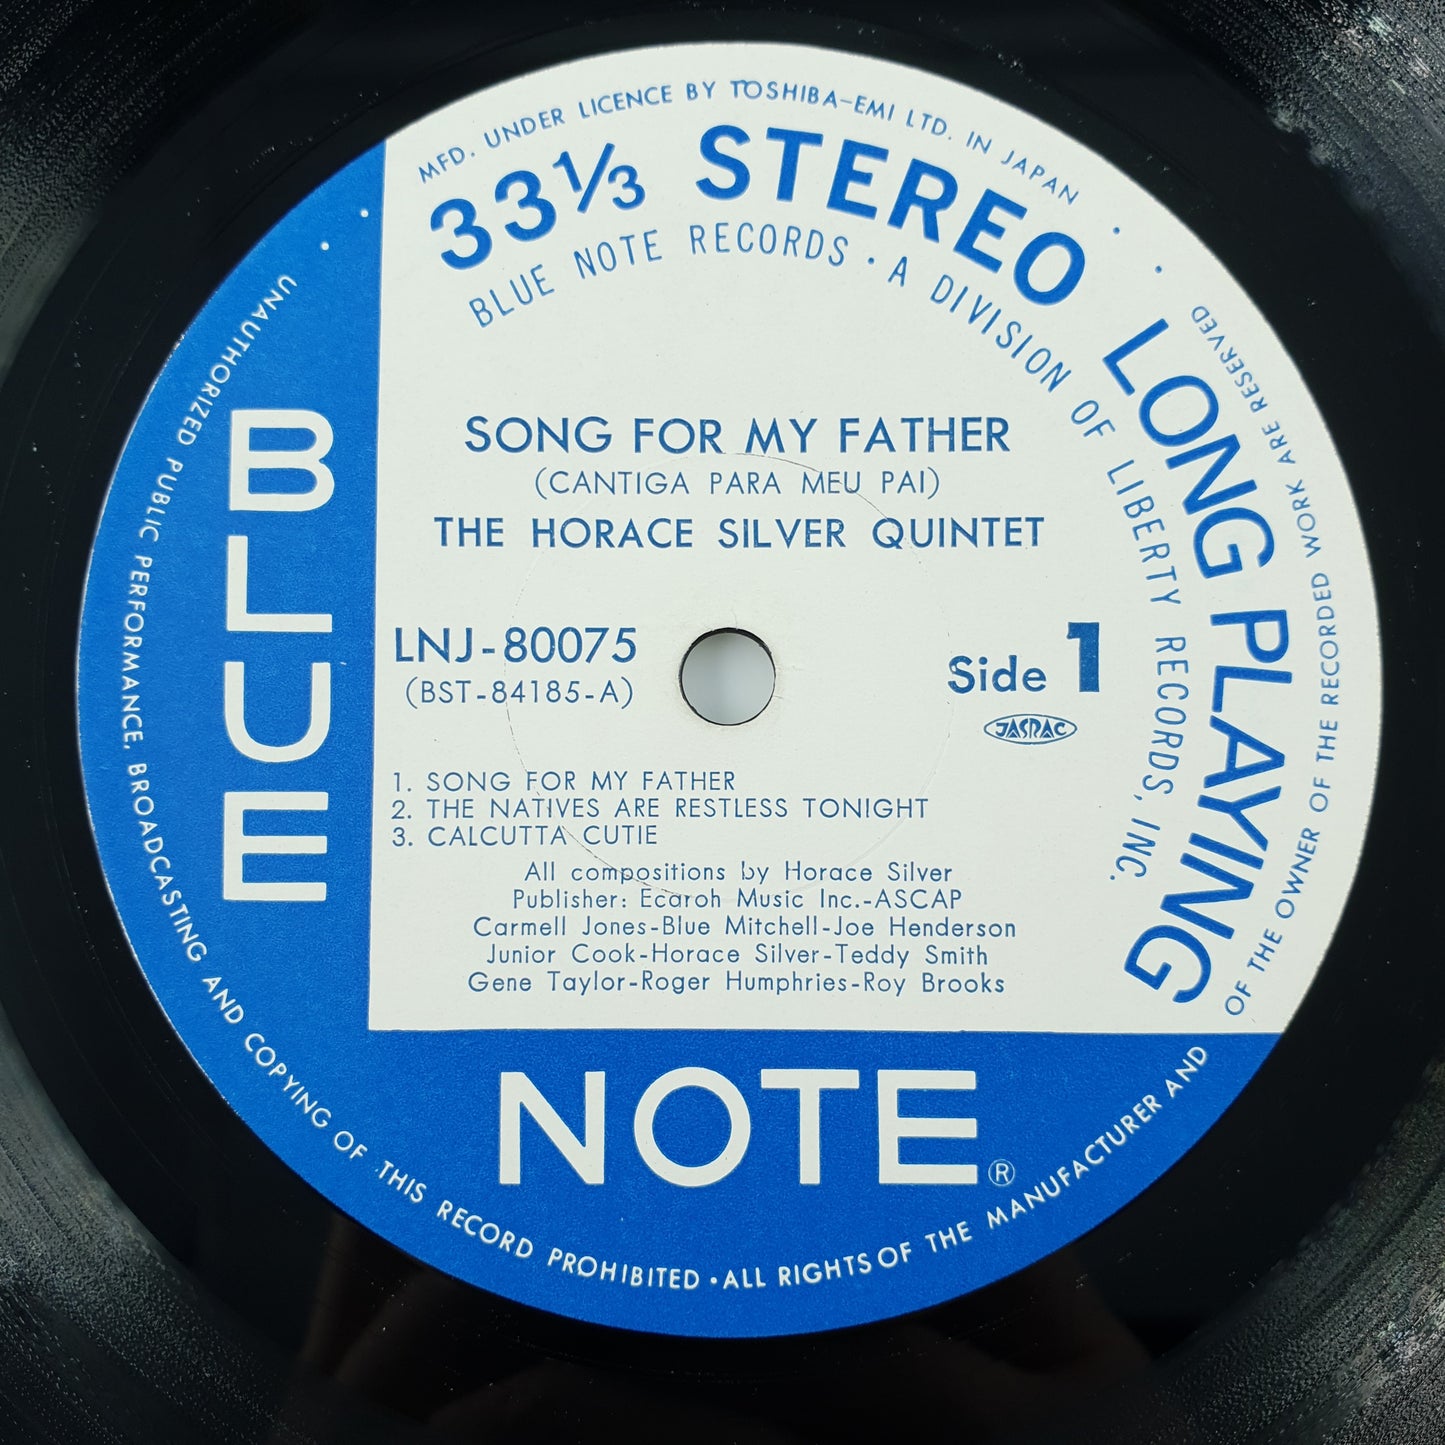 MFD. UNDER LICENCE BY TOSHIBA-EMI LTD. IN JAPAN
33⅓ STEREO LONG PLAYING
BLUE NOTE RECORDS · A DIVISION OF LIBERTY RECORDS, INC.
SONG FOR MY FATHER
(CANTIGA PARA MEU PAI)
THE HORACE SILVER QUINTET
LNJ-80075
(BST-84185-A)
Side 1
JASRAC
1. SONG FOR MY FATHER
2. THE NATIVES ARE RESTLESS TONIGHT
3. CALCUTTA CUTIE
All compositions by Horace Silver
Publisher: Ecaroh Music Inc.-ASCAP
Carmell Jones-Blue Mitchell-Joe Henderson
Junior Cook-Horace Silver-Teddy Smith
Gene Taylor-Roger Humphries-Roy Brooks
BLUE
NOTE®
UNAUTHORIZED PUBLIC PERFORMANCE, BROADCASTING AND COPYING OF THIS RECORD PROHIBITED · ALL RIGHTS OF THE MANUFACTURER AND OF THE OWNER OF THE RECORDED WORK ARE RESERVED